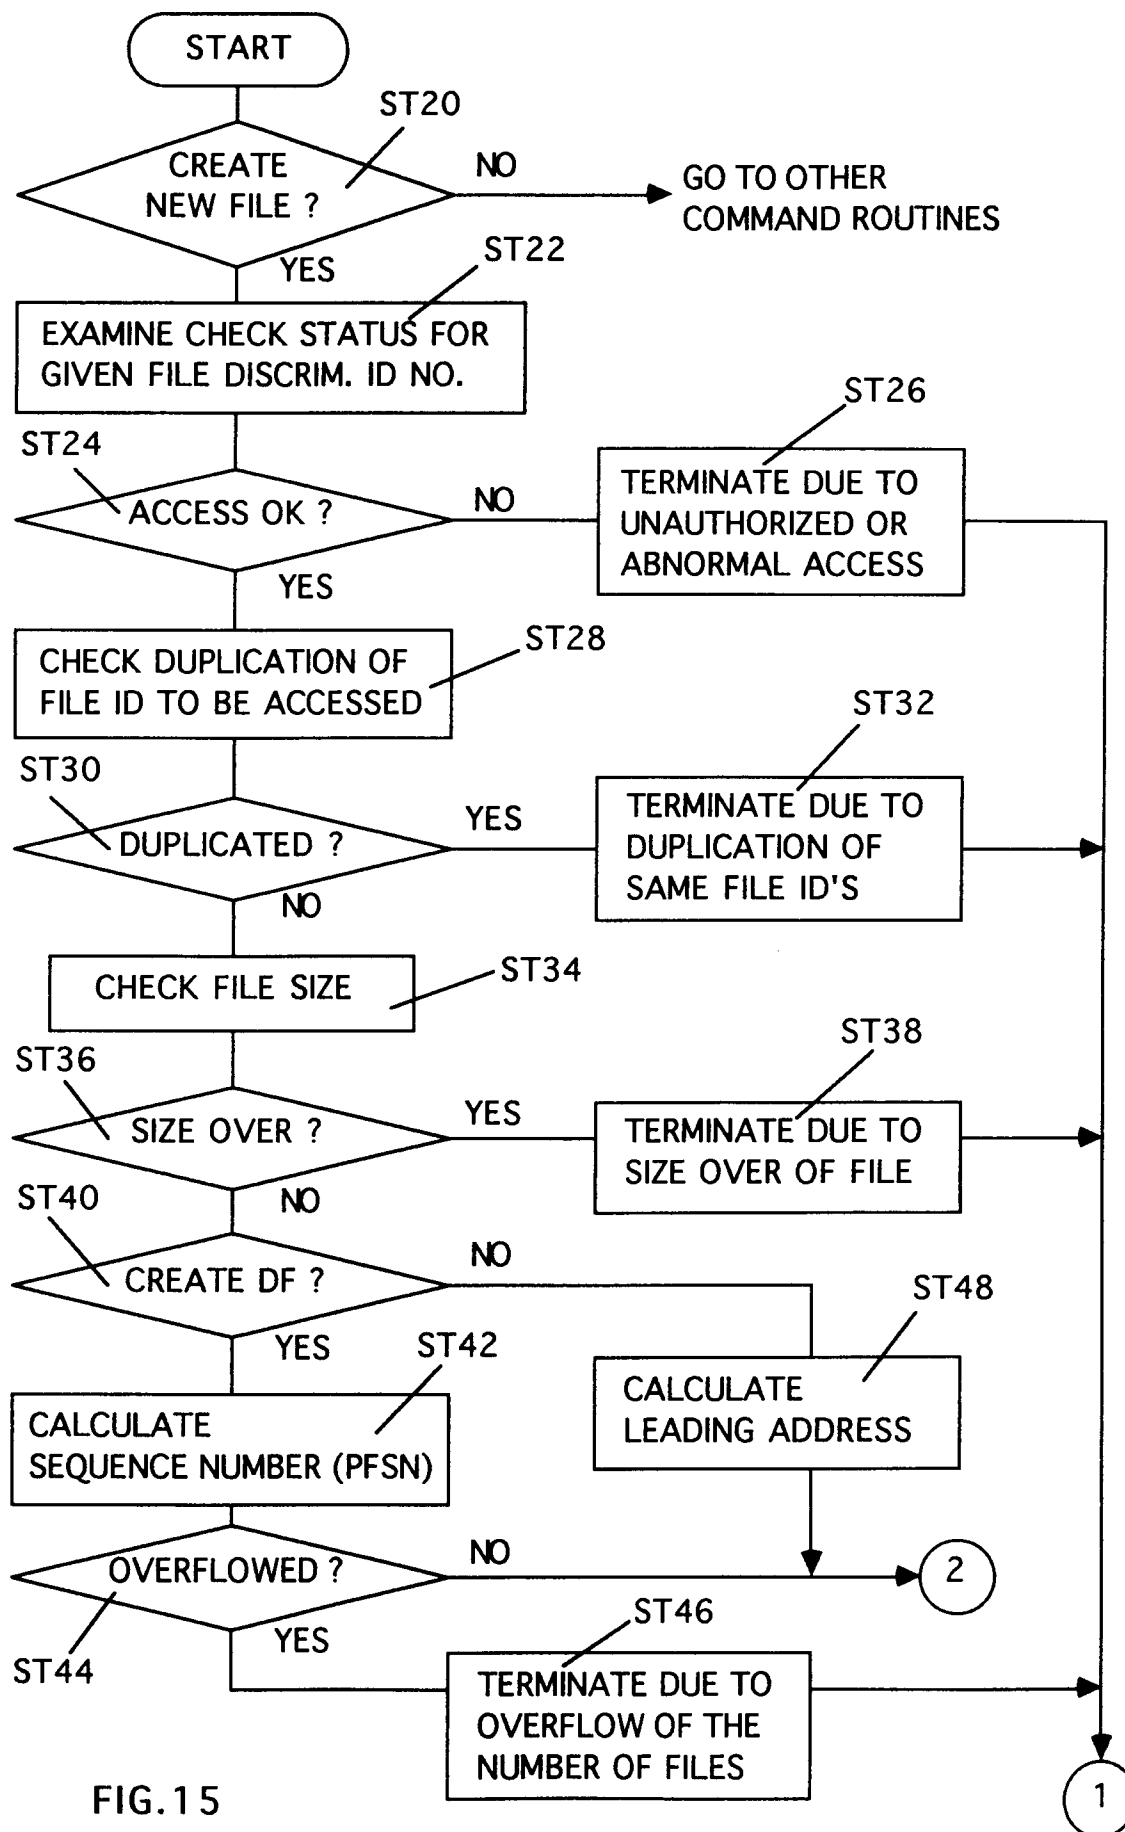 START
ST20
CREATE
NEW FILE ?
NO
GO TO OTHER
COMMAND ROUTINES
YES
ST22
EXAMINE CHECK STATUS FOR
GIVEN FILE DISCRIM. ID NO.
ST24
ACCESS OK ?
NO
ST26
TERMINATE DUE TO
UNAUTHORIZED OR
ABNORMAL ACCESS
YES
ST28
CHECK DUPLICATION OF
FILE ID TO BE ACCESSED
ST30
DUPLICATED ?
YES
ST32
TERMINATE DUE TO
DUPLICATION OF
SAME FILE ID'S
NO
ST34
CHECK FILE SIZE
ST36
SIZE OVER ?
YES
ST38
TERMINATE DUE TO
SIZE OVER OF FILE
NO
ST40
CREATE DF ?
NO
ST48
CALCULATE
LEADING ADDRESS
YES
ST42
CALCULATE
SEQUENCE NUMBER (PFSN)
OVERFLOWED ?
NO
2
ST44
YES
ST46
TERMINATE DUE TO
OVERFLOW OF THE
NUMBER OF FILES
1
FIG.15